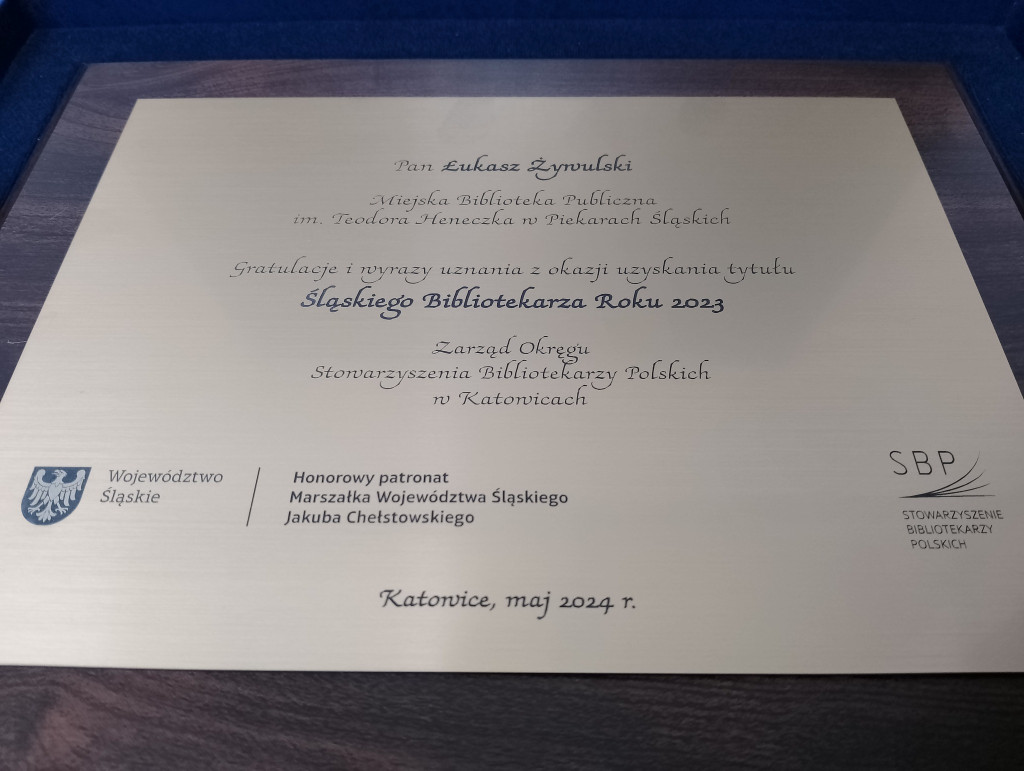 Pan Łukasz Żywulski
Miejska Biblioteka Publiczna
im. Teodora Heneczka w Piekarach Śląskich
Gratulacje i wyrazy uznania z okazji uzyskania tytułu
Śląskiego Bibliotekarza Roku 2023
Zarząd Okręgu
Stowarzyszenia Bibliotekarzy Polskich
w Katowicach
Województwo
Śląskie
Honorowy patronat
Marszałka Województwa Śląskiego
Jakuba Chełstowskiego
SBP
STOWARZYSZENIE
BIBLIOTEKARZY
POLSKICH
Katowice, maj 2024 r.